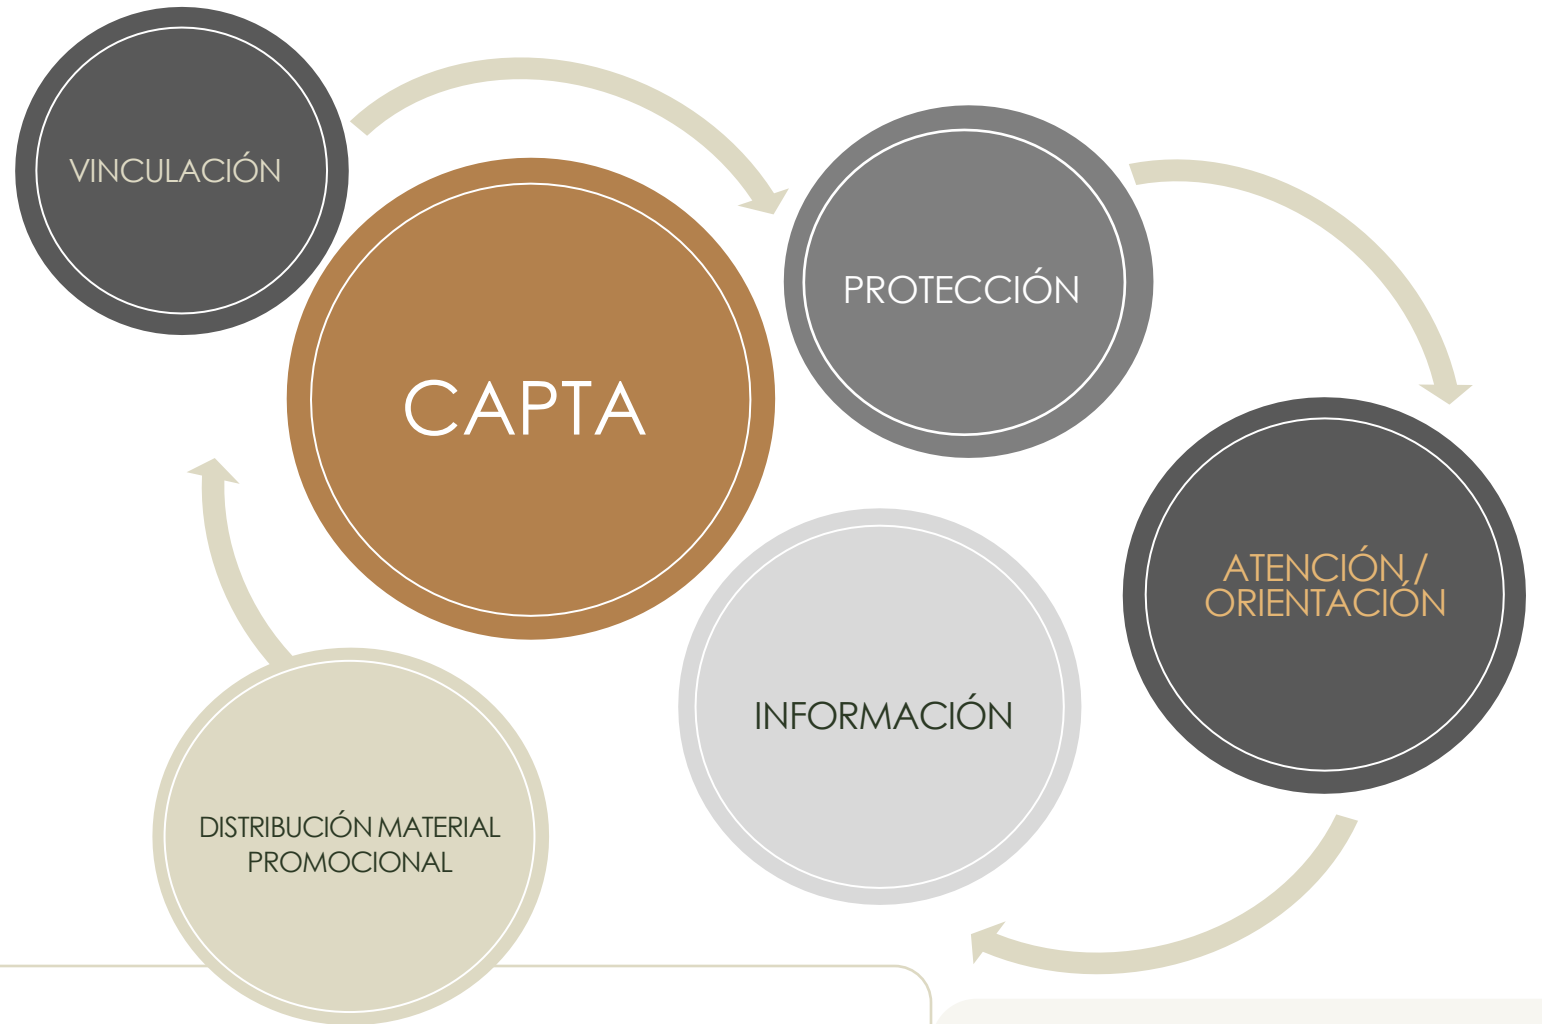 VINCULACIÓN
CAPTA
PROTECCIÓN
ATENCIÓN /
ORIENTACIÓN
INFORMACIÓN
DISTRIBUCIÓN MATERIAL
PROMOCIONAL